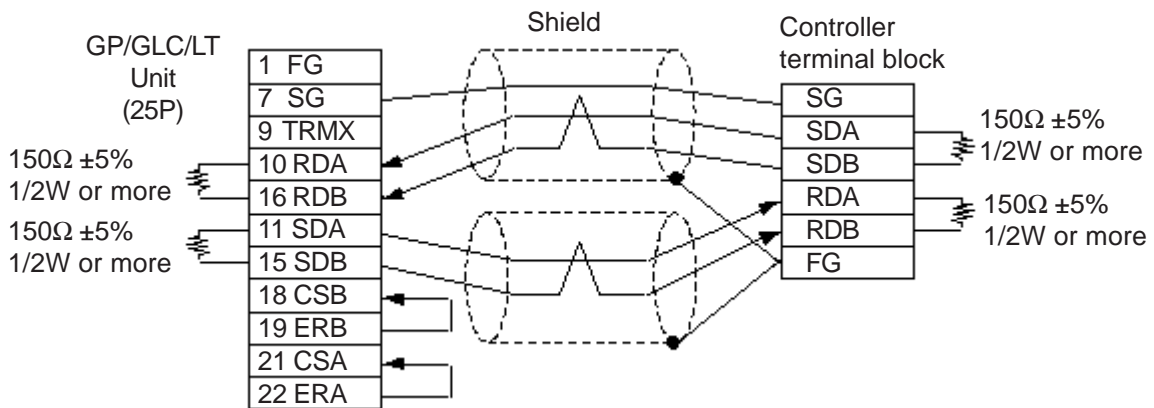 Shield
GP/GLC/LT
Unit
(25P)
1 FG
7 SG
9 TRMX
10 RDA
16 RDB
11 SDA
15 SDB
18 CSB
19 ERB
21 CSA
22 ERA
150Ω ±5%
1/2W or more
150Ω ±5%
1/2W or more
Controller
terminal block
SG
SDA
SDB
RDA
RDB
FG
150Ω ±5%
1/2W or more
150Ω ±5%
1/2W or more